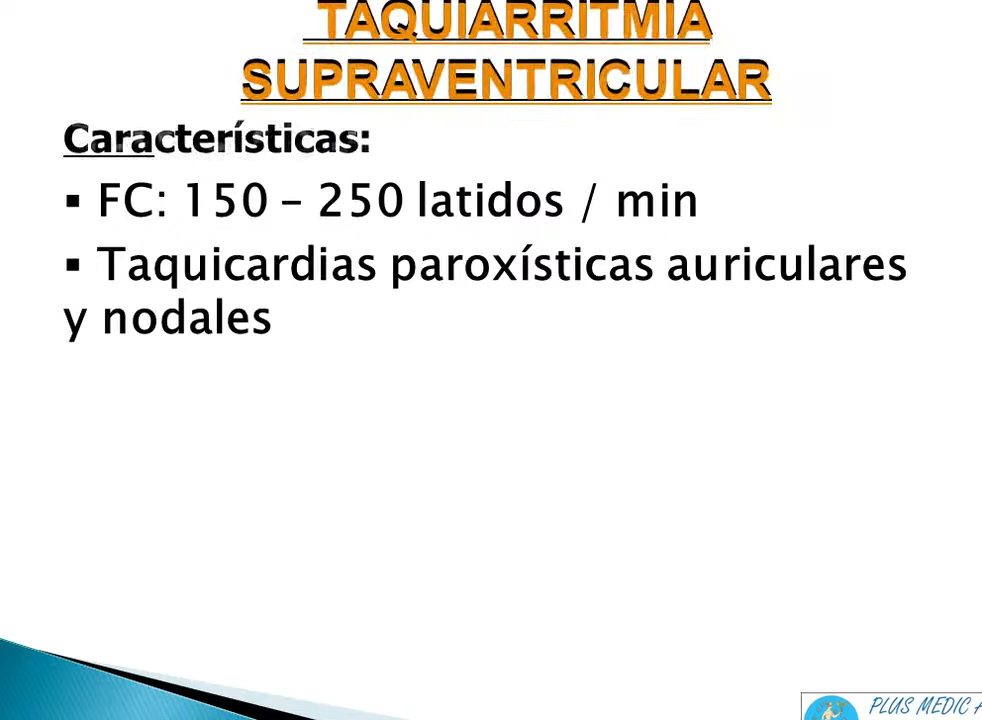 TAQUIARRITMIA
SUPRAVENTRICULAR
Características:
▪ FC: 150 – 250 latidos / min
▪ Taquicardias paroxísticas auriculares
y nodales
PLUS MEDIC